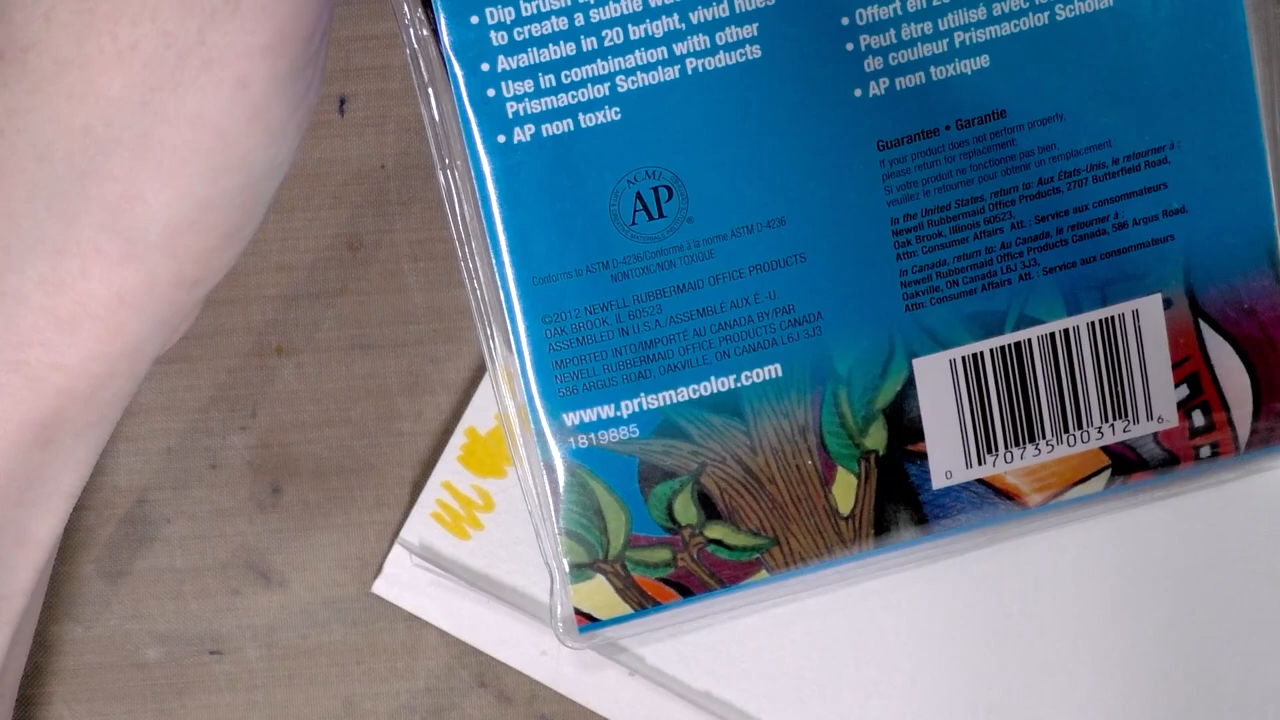 • Dip brush
to create a subtle
• Available in 20 bright, vivid hues
• Use in combination with other
Prismacolor Scholar Products
• AP non toxic
• Offert en
• Peut être utilisé avec
de couleur Prismacolor Scholar
• AP non toxique
ACMI
AP
®
Conforms to ASTM D-4236/Conformé à la norme ASTM D-4236
NONTOXIC/NON TOXIQUE
©2012 NEWELL RUBBERMAID OFFICE PRODUCTS
OAK BROOK, IL 60523
ASSEMBLED IN U.S.A./ASSEMBLÉ AUX É.-U.
IMPORTED INTO/IMPORTÉ AU CANADA BY/PAR
NEWELL RUBBERMAID OFFICE PRODUCTS CANADA
586 ARGUS ROAD, OAKVILLE, ON CANADA L6J 3J3
www.prismacolor.com
1819885
Guarantee • Garantie
If your product does not perform properly,
please return for replacement:
Si votre produit ne fonctionne pas bien,
veuillez le retourner pour obtenir un remplacement :
In the United States, return to: Aux États-Unis, le retourner à :
Newell Rubbermaid Office Products, 2707 Butterfield Road,
Oak Brook, Illinois 60523,
Attn: Consumer Affairs Att. : Service aux consommateurs
In Canada, return to: Au Canada, le retourner à :
Newell Rubbermaid Office Products Canada, 586 Argus Road,
Oakville, ON Canada L6J 3J3,
Attn: Consumer Affairs Att. : Service aux consommateurs
0 70735 00312 6